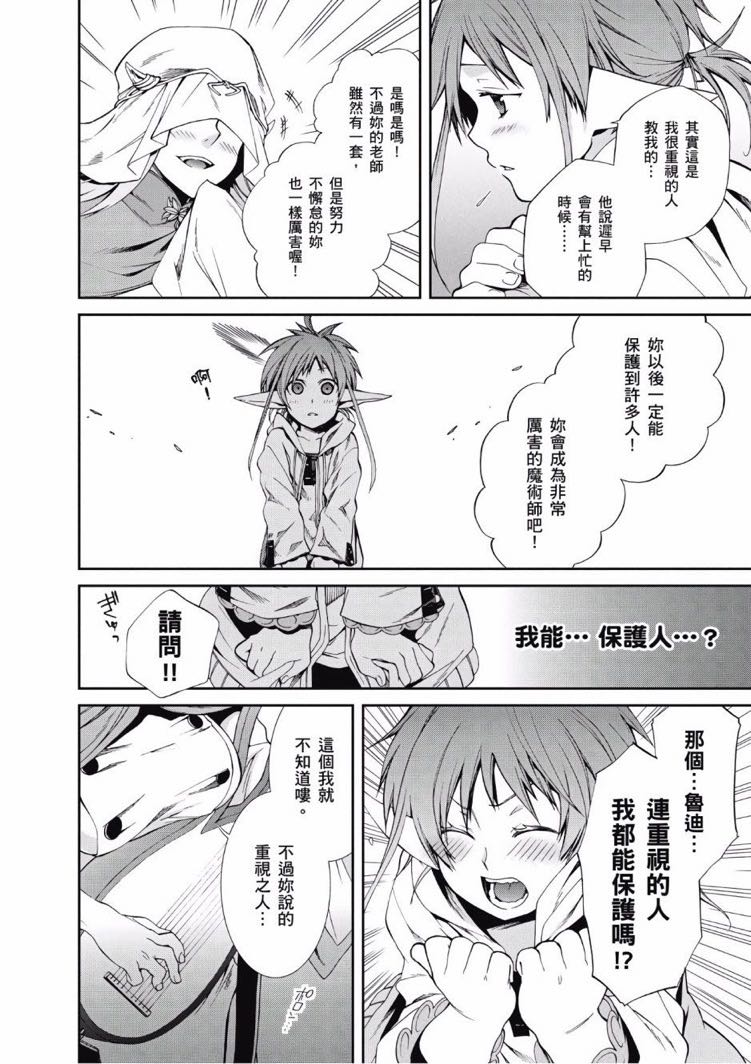 其實這是
我很重視的人
教我的…
他說遲早
會有幫上忙的
時候……
是嗎是嗎！
不過妳的老師
雖然有一套，
但是努力
不懈怠的妳
也一樣厲害喔！
妳以後一定能
保護到許多人！
妳會成為非常
厲害的魔術師吧！
啊！
我能… 保護人…？
請問!!
ぎゅっ
那個…魯迪…
連重視的人
我都能保護嗎!?
這個我就
不知道嘍。
不過妳說的
重視之人…
ポロン…